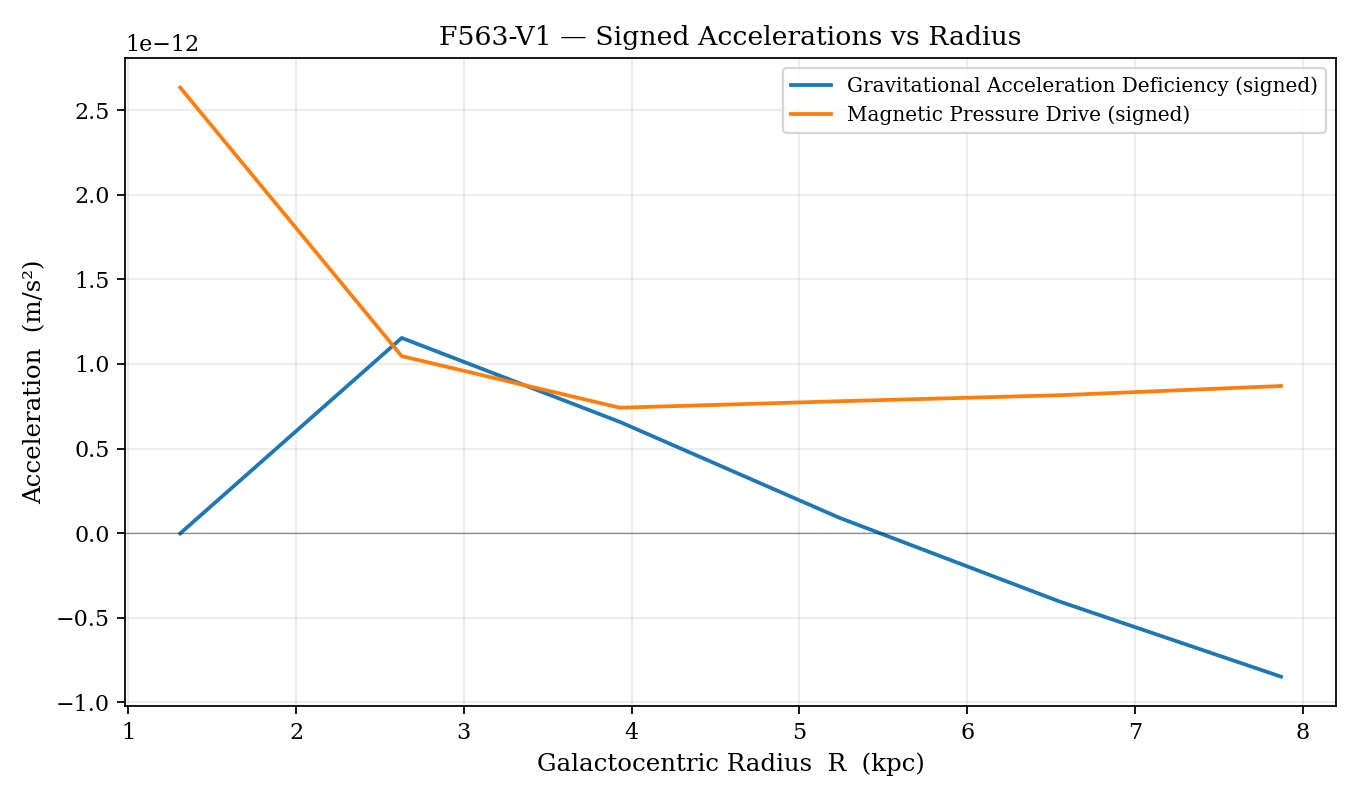 F563-V1 — Signed Accelerations vs Radius
1e−12
Gravitational Acceleration Deficiency (signed)
Magnetic Pressure Drive (signed)
2.5
2.0
1.5
1.0
0.5
0.0
−0.5
−1.0
Acceleration (m/s²)
1 2 3 4 5 6 7 8
Galactocentric Radius R (kpc)